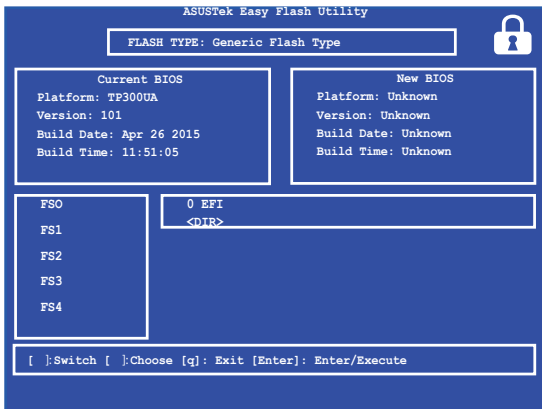 ASUSTek Easy Flash Utility
FLASH TYPE: Generic Flash Type
Current BIOS
Platform: TP300UA
Version: 101
Build Date: Apr 26 2015
Build Time: 11:51:05
New BIOS
Platform: Unknown
Version: Unknown
Build Date: Unknown
Build Time: Unknown
FSO
FS1
FS2
FS3
FS4
0 EFI
<DIR>
[ ]:Switch [ ]:Choose [q]: Exit [Enter]: Enter/Execute